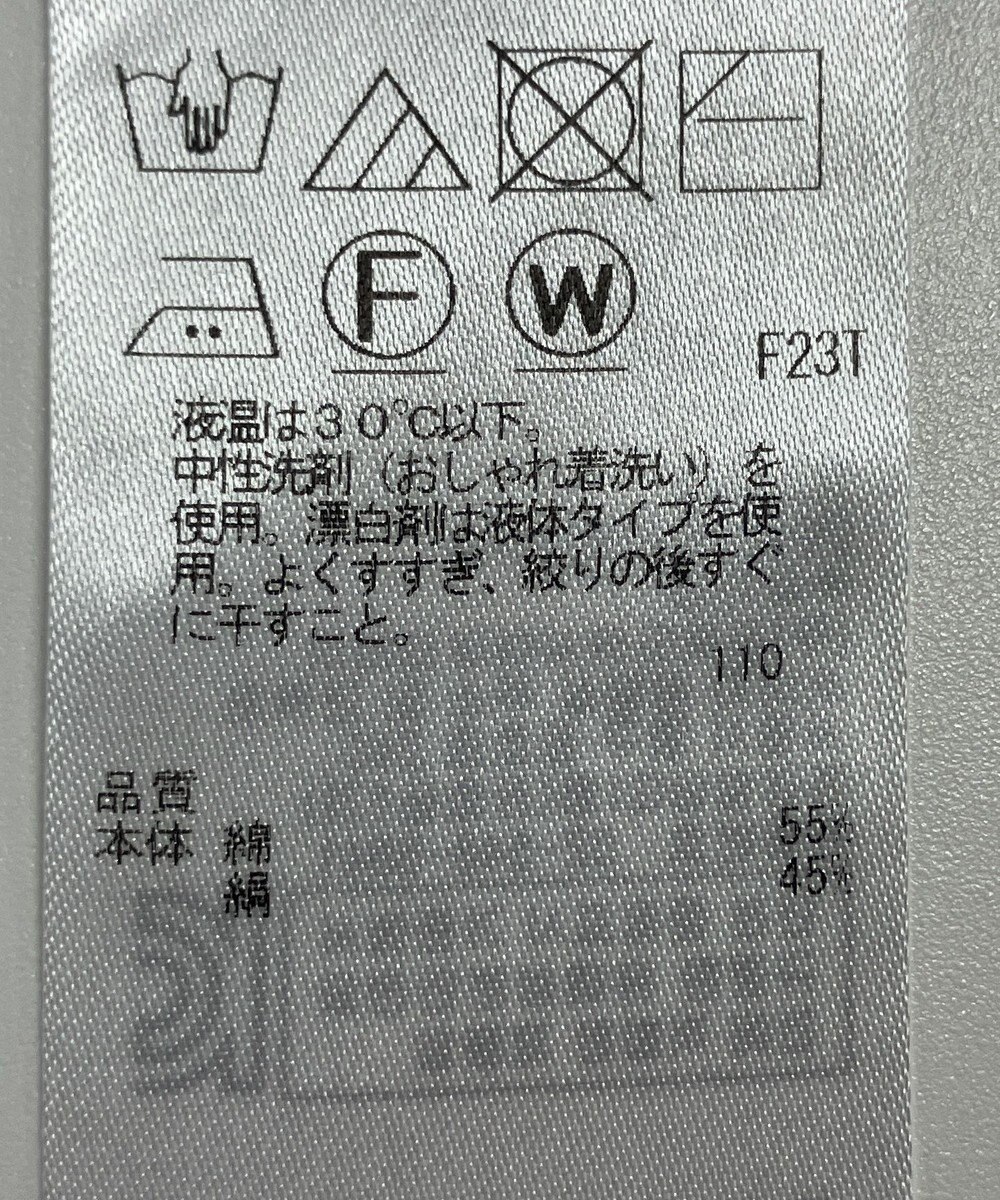 F W
F23T
液温は30℃以下。
中性洗剤(おしゃれ着洗い)を
使用。漂白剤は液体タイプを使
用。よくすすぎ、絞りの後すぐ
に干すこと。
110
品質
本体 綿 55%
絹 45%